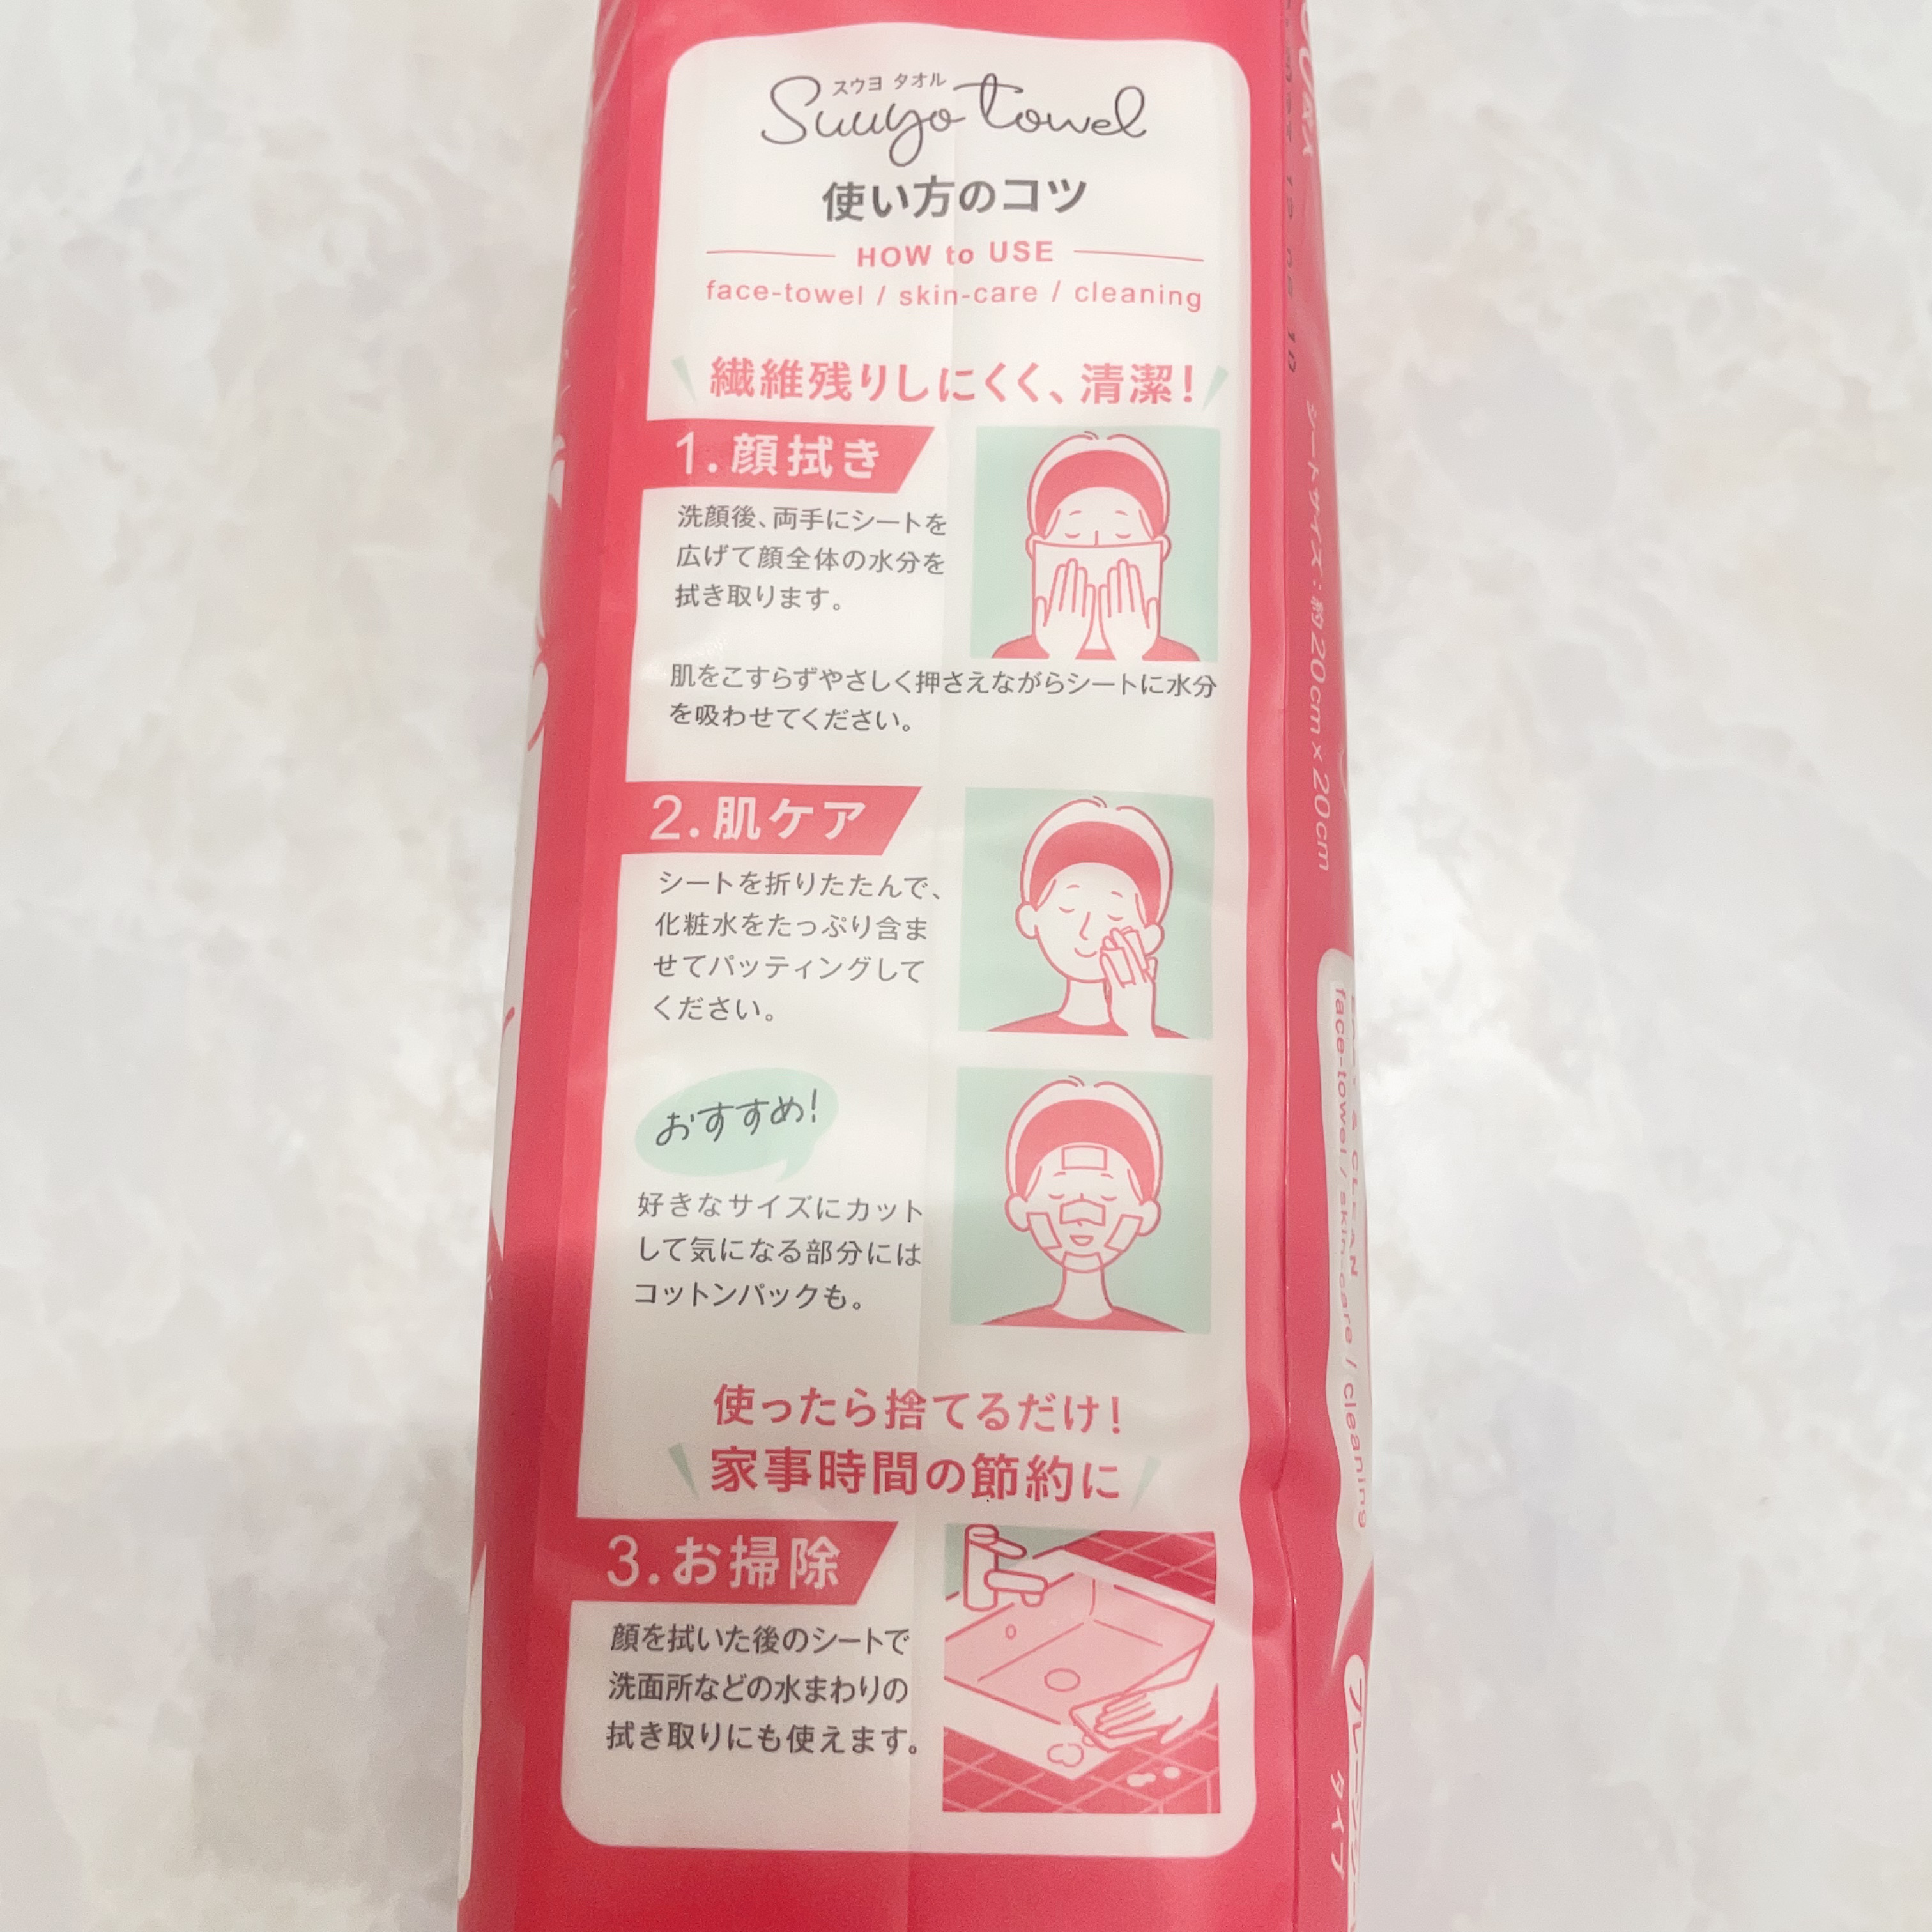 スウヨ タオル
Suuyo towel
使い方のコツ
HOW to USE
face-towel / skin-care / cleaning
繊維残りしにくく、清潔!
1.顔拭き
洗顔後、両手にシートを
広げて顔全体の水分を
拭き取ります。
肌をこすらずやさしく押さえながらシートに水分
を吸わせてください。
2.肌ケア
シートを折りたたんで、
化粧水をたっぷり含ま
せてパッティングして
ください。
おすすめ!
好きなサイズにカット
して気になる部分には
コットンパックも。
使ったら捨てるだけ!
家事時間の節約に
3.お掃除
顔を拭いた後のシートで
洗面所などの水まわりの
拭き取りにも使えます。
シートサイズ:約20cm×20cm
face-towel / skin-care / cleaning
タイプ